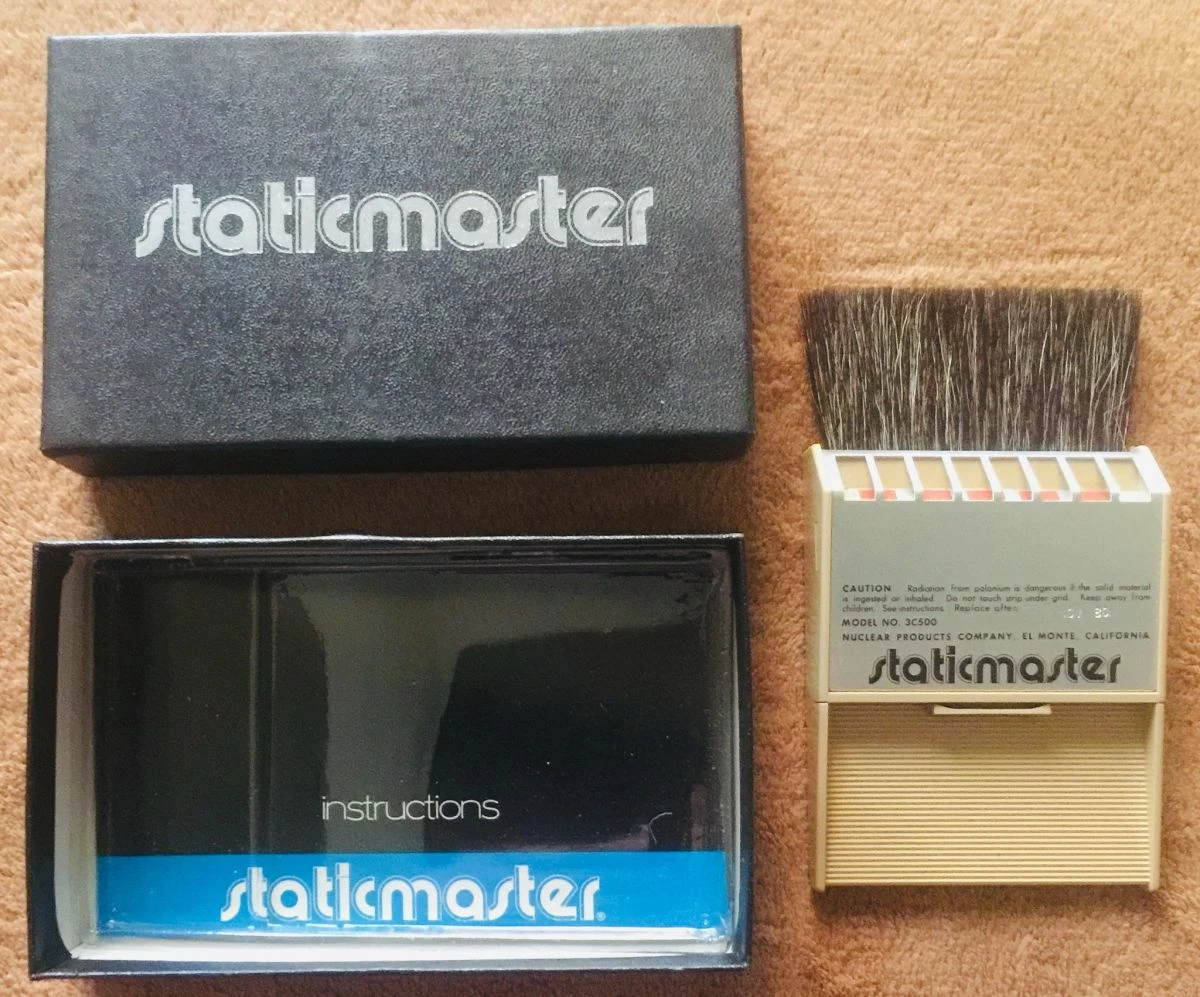 staticmaster
instructions
staticmaster®
CAUTION Radiation from polonium is dangerous if the solid material
is ingested or inhaled. Do not touch strip under grid. Keep away from
children. See instructions. Replace after:
MODEL NO. 3C500
NUCLEAR PRODUCTS COMPANY, EL MONTE, CALIFORNIA
staticmaster